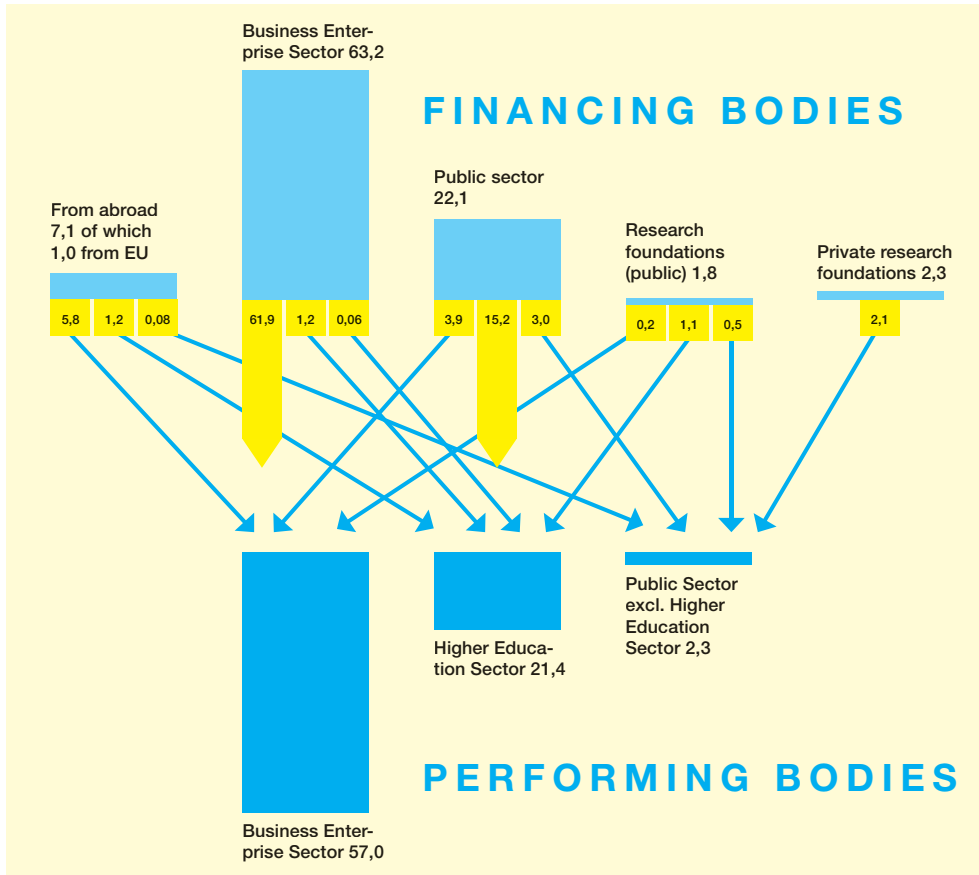 Business Enter-
prise Sector 63,2
FINANCING BODIES
From abroad
7,1 of which
1,0 from EU
Public sector
22,1
Research
foundations
(public) 1,8
Private research
foundations 2,3
5,8 1,2 0,08
61,9 1,2 0,06
3,9 15,2 3,0
0,2 1,1 0,5
2,1
Business Enter-
prise Sector 57,0
Higher Educa-
tion Sector 21,4
Public Sector
excl. Higher
Education
Sector 2,3
PERFORMING BODIES